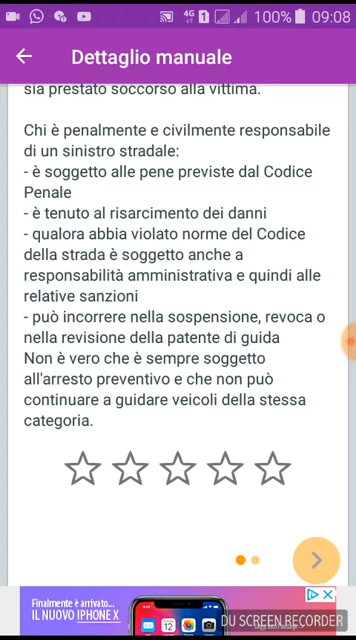 4G 1 100% 09:08
Dettaglio manuale
sia prestato soccorso alla vittima.
Chi è penalmente e civilmente responsabile
di un sinistro stradale:
- è soggetto alle pene previste dal Codice
Penale
- è tenuto al risarcimento dei danni
- qualora abbia violato norme del Codice
della strada è soggetto anche a
responsabilità amministrativa e quindi alle
relative sanzioni
- può incorrere nella sospensione, revoca o
nella revisione della patente di guida
Non è vero che è sempre soggetto
all'arresto preventivo e che non può
continuare a guidare veicoli della stessa
categoria.
Finalmente è arrivato...
IL NUOVO IPHONE X
12
DU SCREEN RECORDER